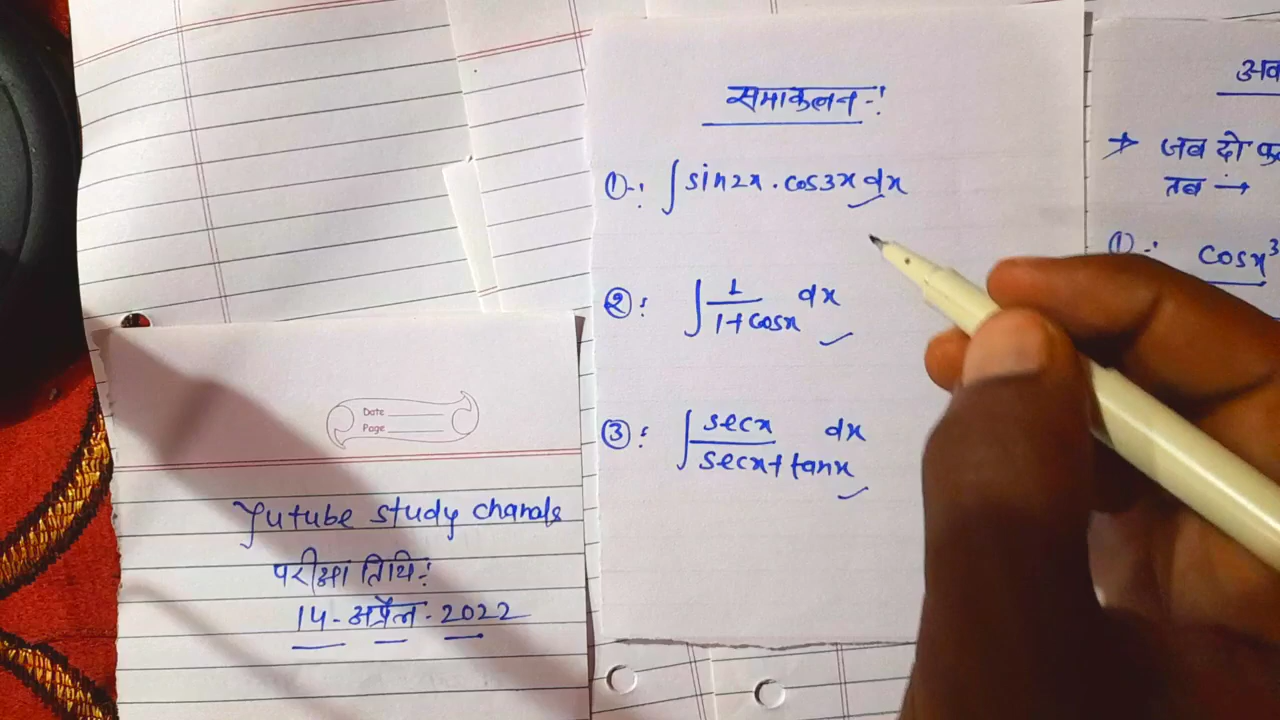 समाकलन-:
①-: ∫sin2x . cos3x dx
②: ∫ 1/1+cosx dx
③: ∫ secx/secx+tanx dx
Date
Page
Yutube study chanals
परीक्षा तिथि-:
14-अप्रैल-2022
→ जब दो
तब →
①-: cosx³